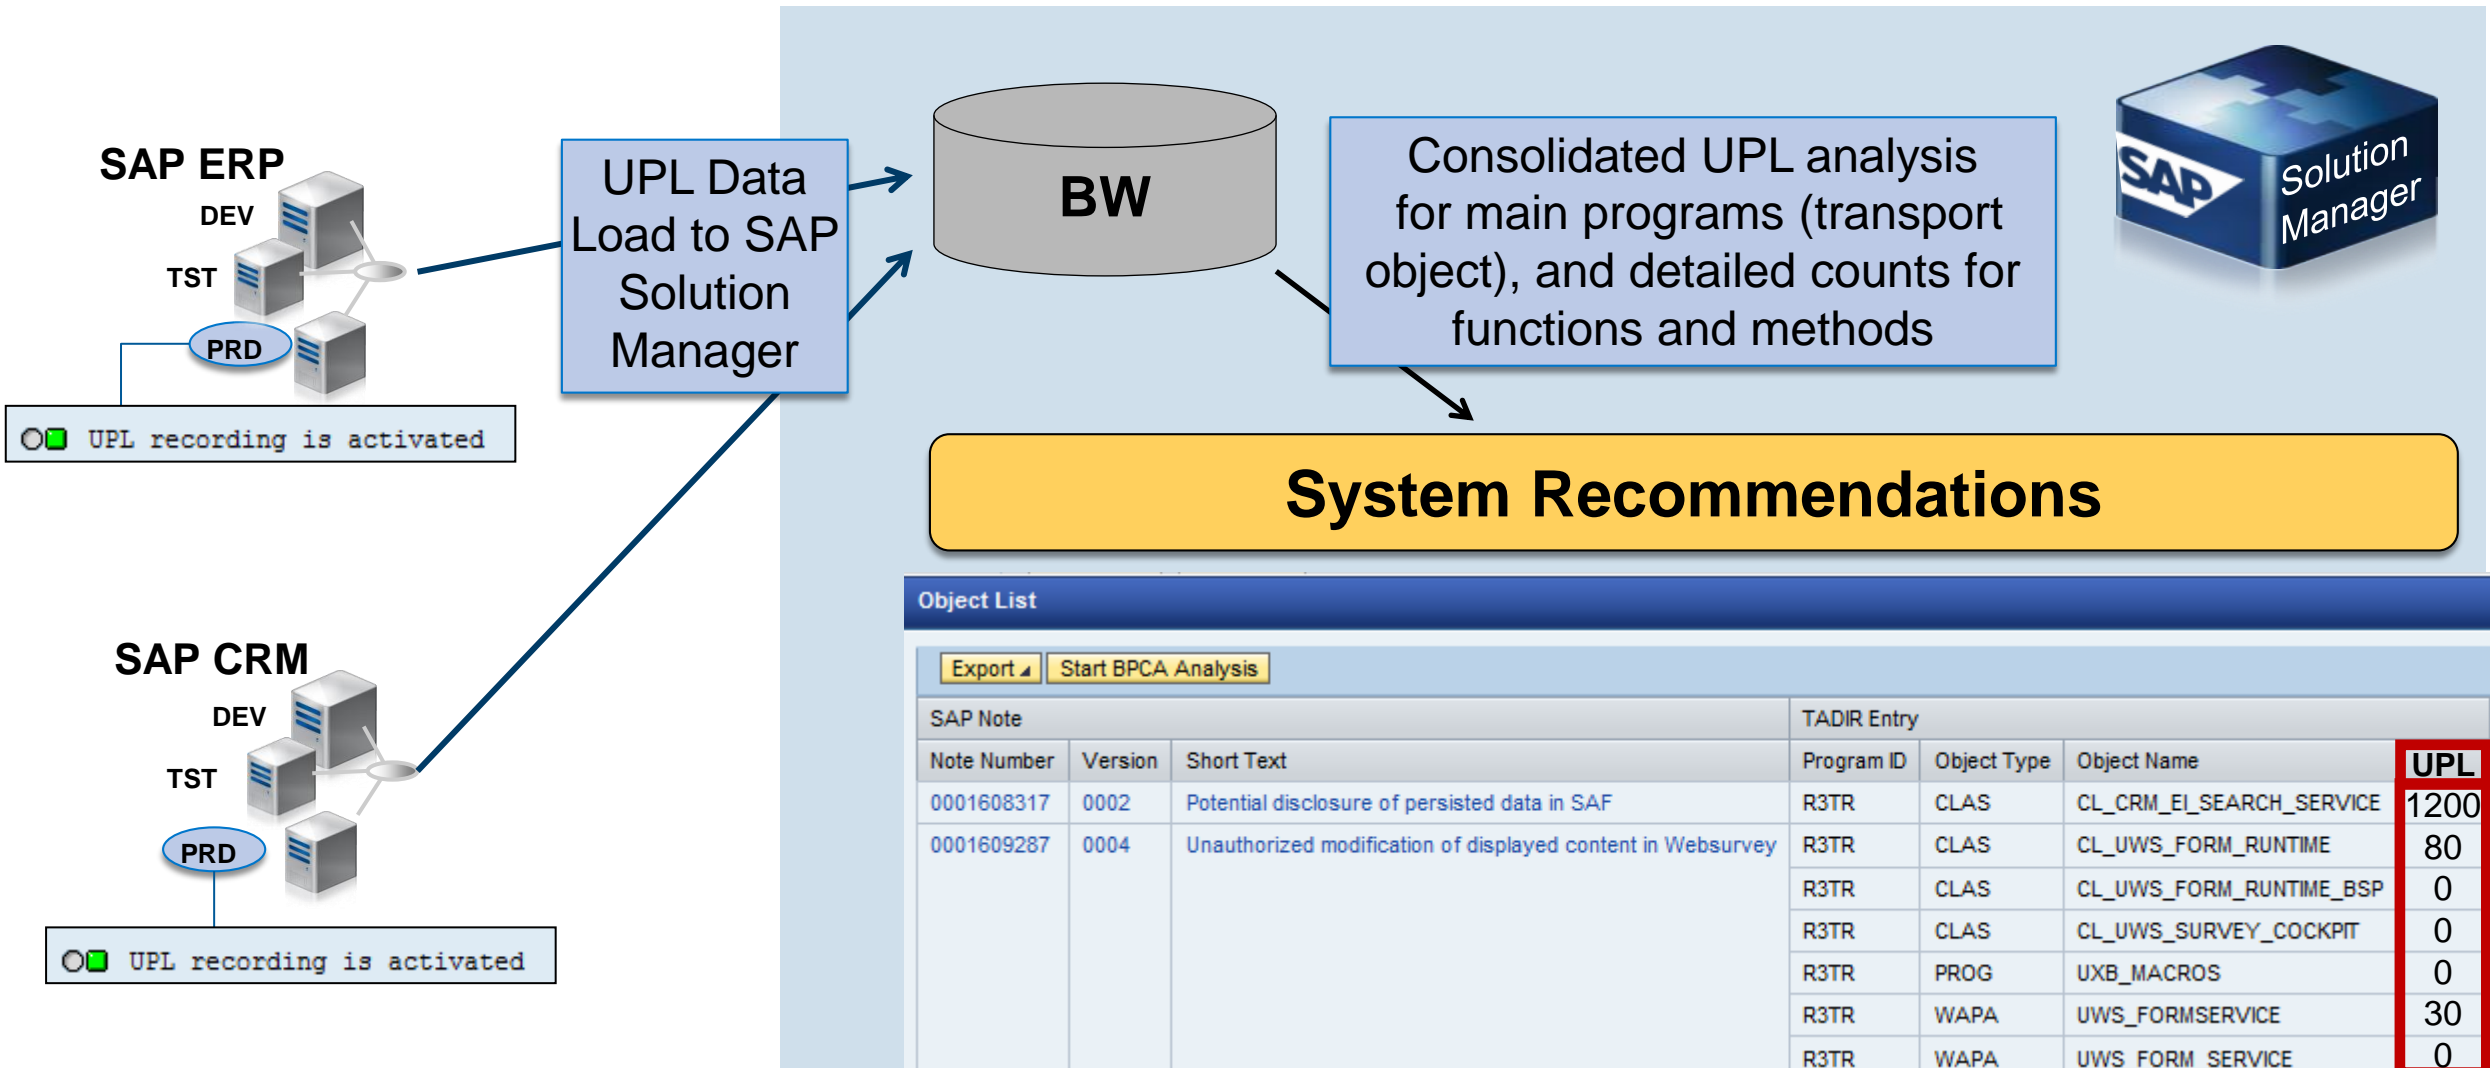 SAP ERP
DEV
TST
PRD
UPL recording is activated
UPL Data
Load to SAP
Solution
Manager
BW
Consolidated UPL analysis
for main programs (transport
object), and detailed counts for
functions and methods
SAP
Solution
Manager
System Recommendations
SAP CRM
DEV
TST
PRD
UPL recording is activated
Object List
Export Start BPCA Analysis
SAP Note TADIR Entry
Note Number Version Short Text Program ID Object Type Object Name UPL
0001608317 0002 Potential disclosure of persisted data in SAF R3TR CLAS CL_CRM_EI_SEARCH_SERVICE 1200
0001609287 0004 Unauthorized modification of displayed content in Websurvey R3TR CLAS CL_UWS_FORM_RUNTIME 80
R3TR CLAS CL_UWS_FORM_RUNTIME_BSP 0
R3TR CLAS CL_UWS_SURVEY_COCKPIT 0
R3TR PROG UXB_MACROS 0
R3TR WAPA UWS_FORMSERVICE 30
R3TR WAPA UWS_FORM_SERVICE 0